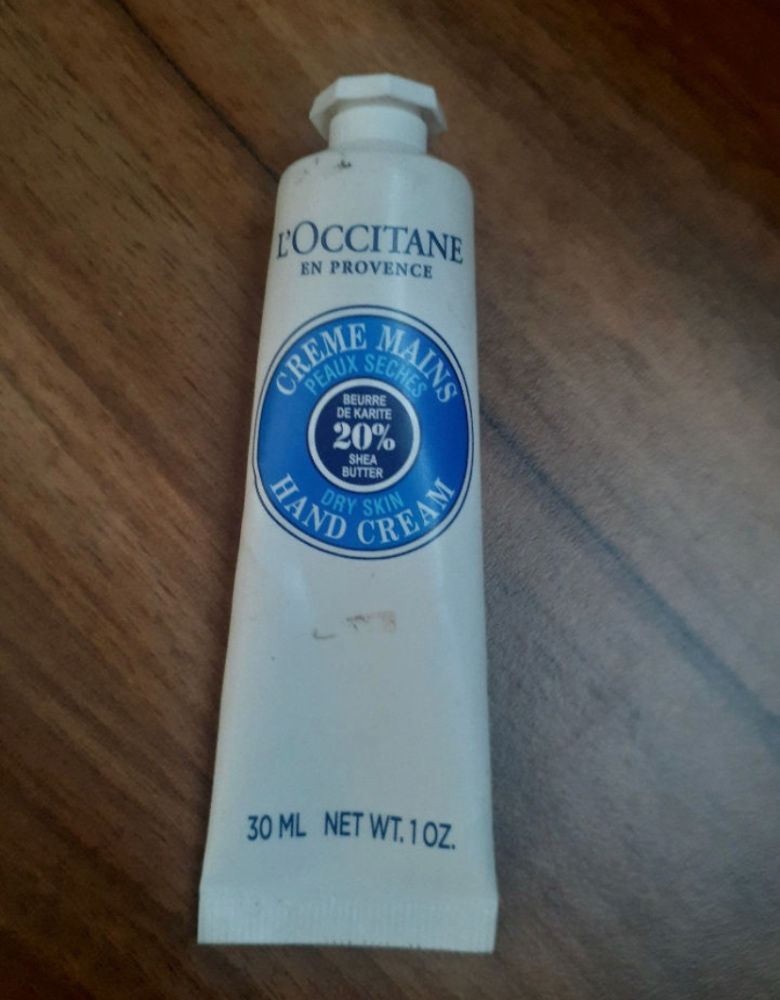 L'OCCITANE
EN PROVENCE
CREME MAINS
PEAUX SECHES
BEURRE
DE KARITE
20%
SHEA
BUTTER
DRY SKIN
HAND CREAM
30 ML NET WT. 1 OZ.